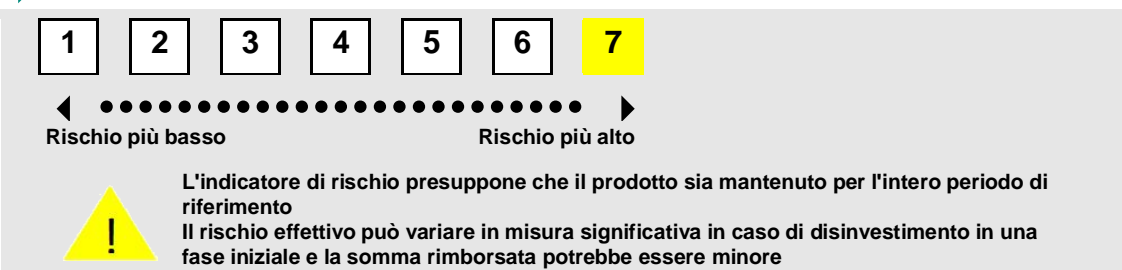 1 2 3 4 5 6 7
Rischio più basso Rischio più alto
L'indicatore di rischio presuppone che il prodotto sia mantenuto per l'intero periodo di
riferimento
Il rischio effettivo può variare in misura significativa in caso di disinvestimento in una
! fase iniziale e la somma rimborsata potrebbe essere minore